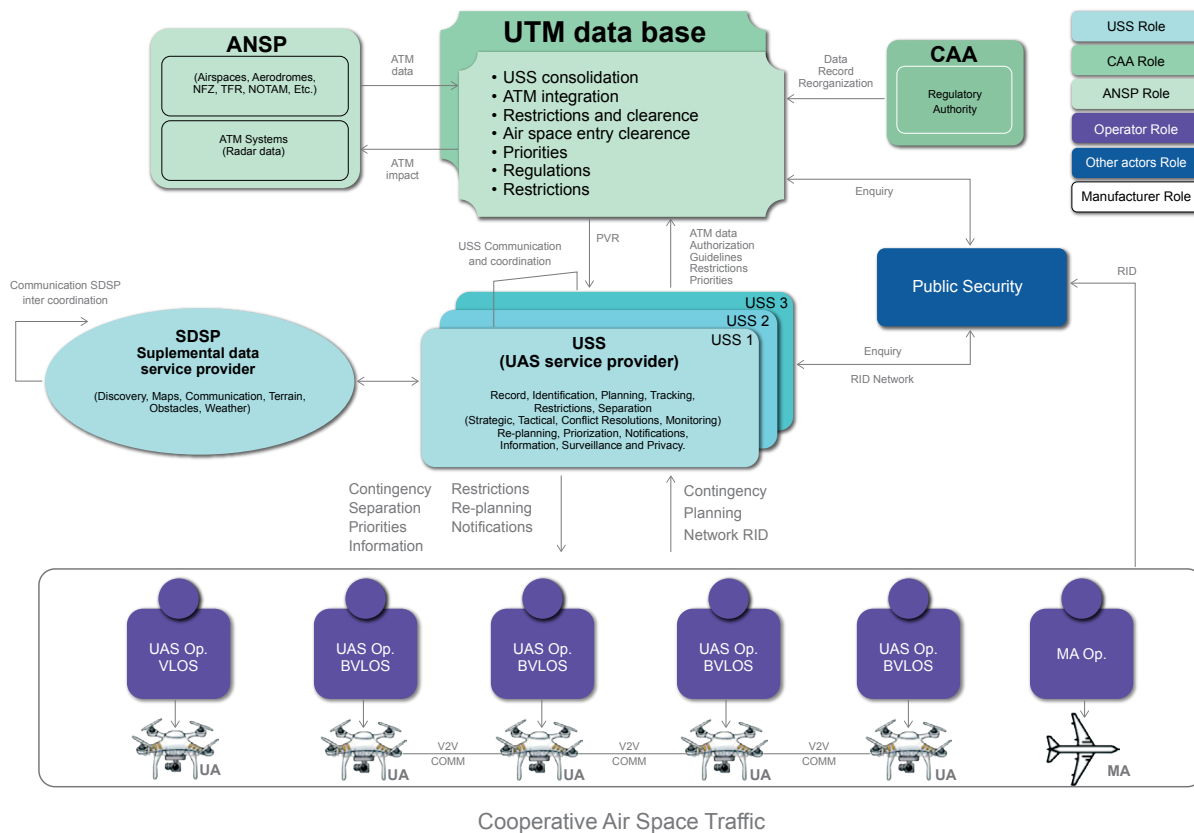 ANSP
(Airspaces, Aerodromes,
NFZ, TFR, NOTAM, Etc.)
ATM Systems
(Radar data)
ATM
data
ATM
impact
UTM data base
• USS consolidation
• ATM integration
• Restrictions and clearence
• Air space entry clearence
• Priorities
• Regulations
• Restrictions
Data
Record
Reorganization
CAA
Regulatory
Authority
USS Role
CAA Role
ANSP Role
Operator Role
Other actors Role
Manufacturer Role
Enquiry
USS Communication
and coordination
PVR
ATM data
Authorization
Guidelines
Restrictions
Priorities
Public Security
RID
Communication SDSP
inter coordination
SDSP
Suplemental data
service provider
(Discovery, Maps, Communication, Terrain,
Obstacles, Weather)
USS 3
USS 2
USS 1
USS
(UAS service provider)
Record, Identification, Planning, Tracking,
Restrictions, Separation
(Strategic, Tactical, Conflict Resolutions, Monitoring)
Re-planning, Priorization, Notifications,
Information, Surveillance and Privacy.
Enquiry
RID Network
Contingency
Separation
Priorities
Information
Restrictions
Re-planning
Notifications
Contingency
Planning
Network RID
UAS Op.
VLOS
UAS Op.
BVLOS
UAS Op.
BVLOS
UAS Op.
BVLOS
UAS Op.
BVLOS
MA Op.
UA
UA
V2V
COMM
UA
V2V
COMM
UA
V2V
COMM
UA
MA
Cooperative Air Space Traffic